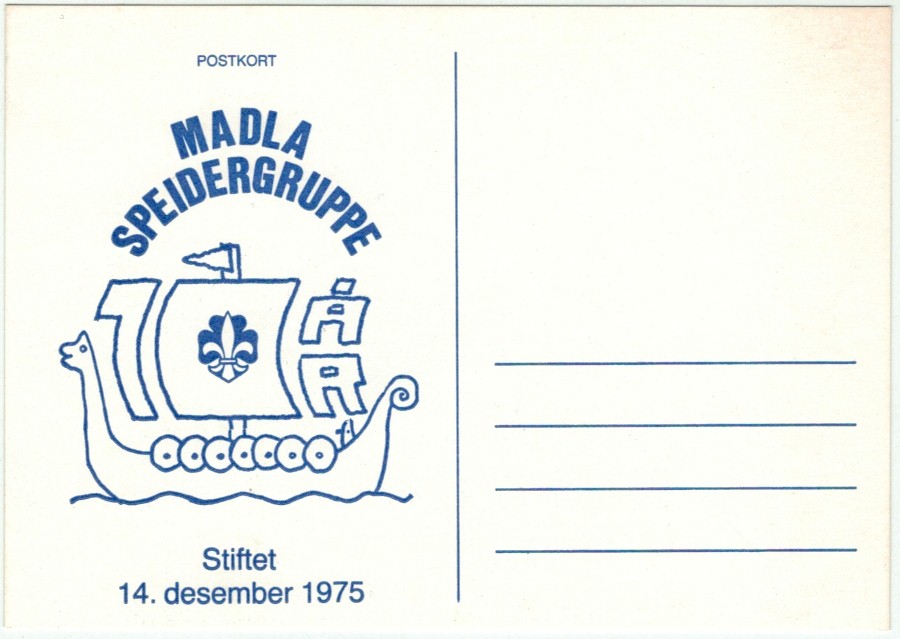 POSTKORT
MADLA
SPEIDERGRUPPE
10 ÅR
Stiftet
14. desember 1975